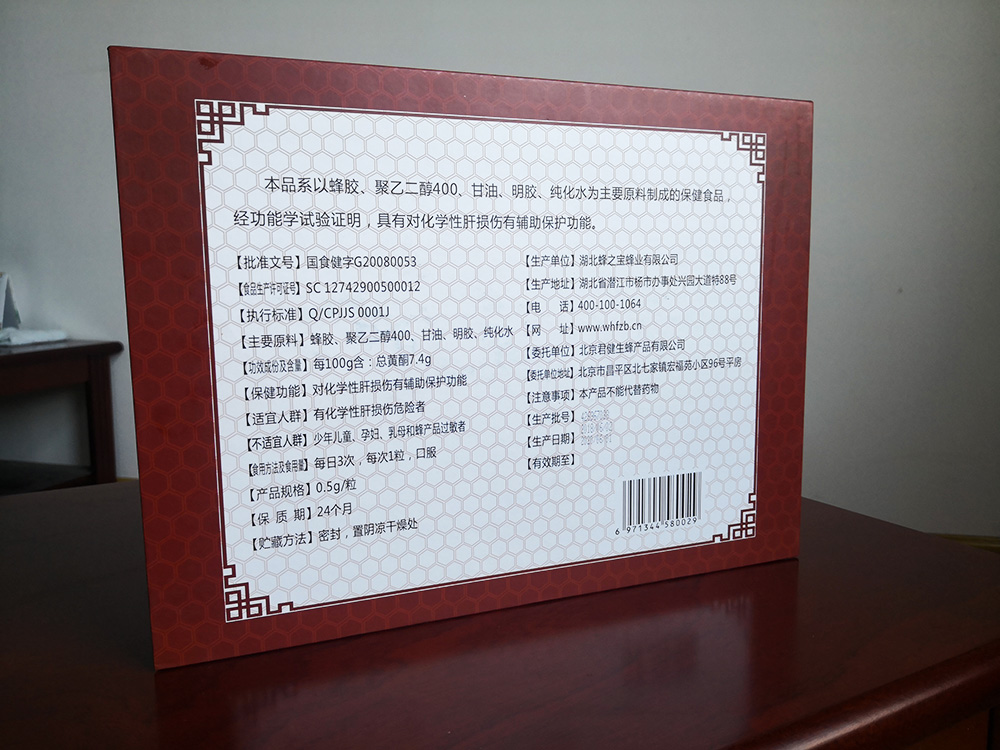 本品系以蜂胶、聚乙二醇400、甘油、明胶、纯化水为主要原料制成的保健食品，
经功能学试验证明，具有对化学性肝损伤有辅助保护功能。
【批准文号】国食健字G20080053
【食品生产许可证号】SC 12742900500012
【执行标准】Q/CPJJS 0001J
【主要原料】蜂胶、聚乙二醇400、甘油、明胶、纯化水
【功效成份及含量】每100g含：总黄酮7.4g
【保健功能】对化学性肝损伤有辅助保护功能
【适宜人群】有化学性肝损伤危险者
【不适宜人群】少年儿童、孕妇、乳母和蜂产品过敏者
【食用方法及食用量】每日3次，每次1粒，口服
【产品规格】0.5g/粒
【保 质 期】24个月
【贮藏方法】密封，置阴凉干燥处
【生产单位】湖北蜂之宝蜂业有限公司
【生产地址】湖北省潜江市杨市办事处兴园大道特88号
【电 话】400-100-1064
【网 址】www.whfzb.cn
【委托单位】北京君健生蜂产品有限公司
【委托单位地址】北京市昌平区北七家镇宏福苑小区96号平房
【注意事项】本产品不能代替药物
【生产批号】
【生产日期】
【有效期至】
6 971344 580029